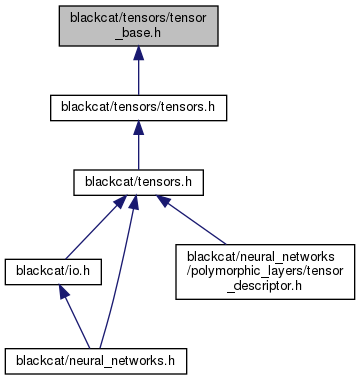 blackcat/tensors/tensor
_base.h
blackcat/tensors/tensors.h
blackcat/tensors.h
blackcat/io.h
blackcat/neural_networks
/polymorphic_layers/tensor
_descriptor.h
blackcat/neural_networks.h